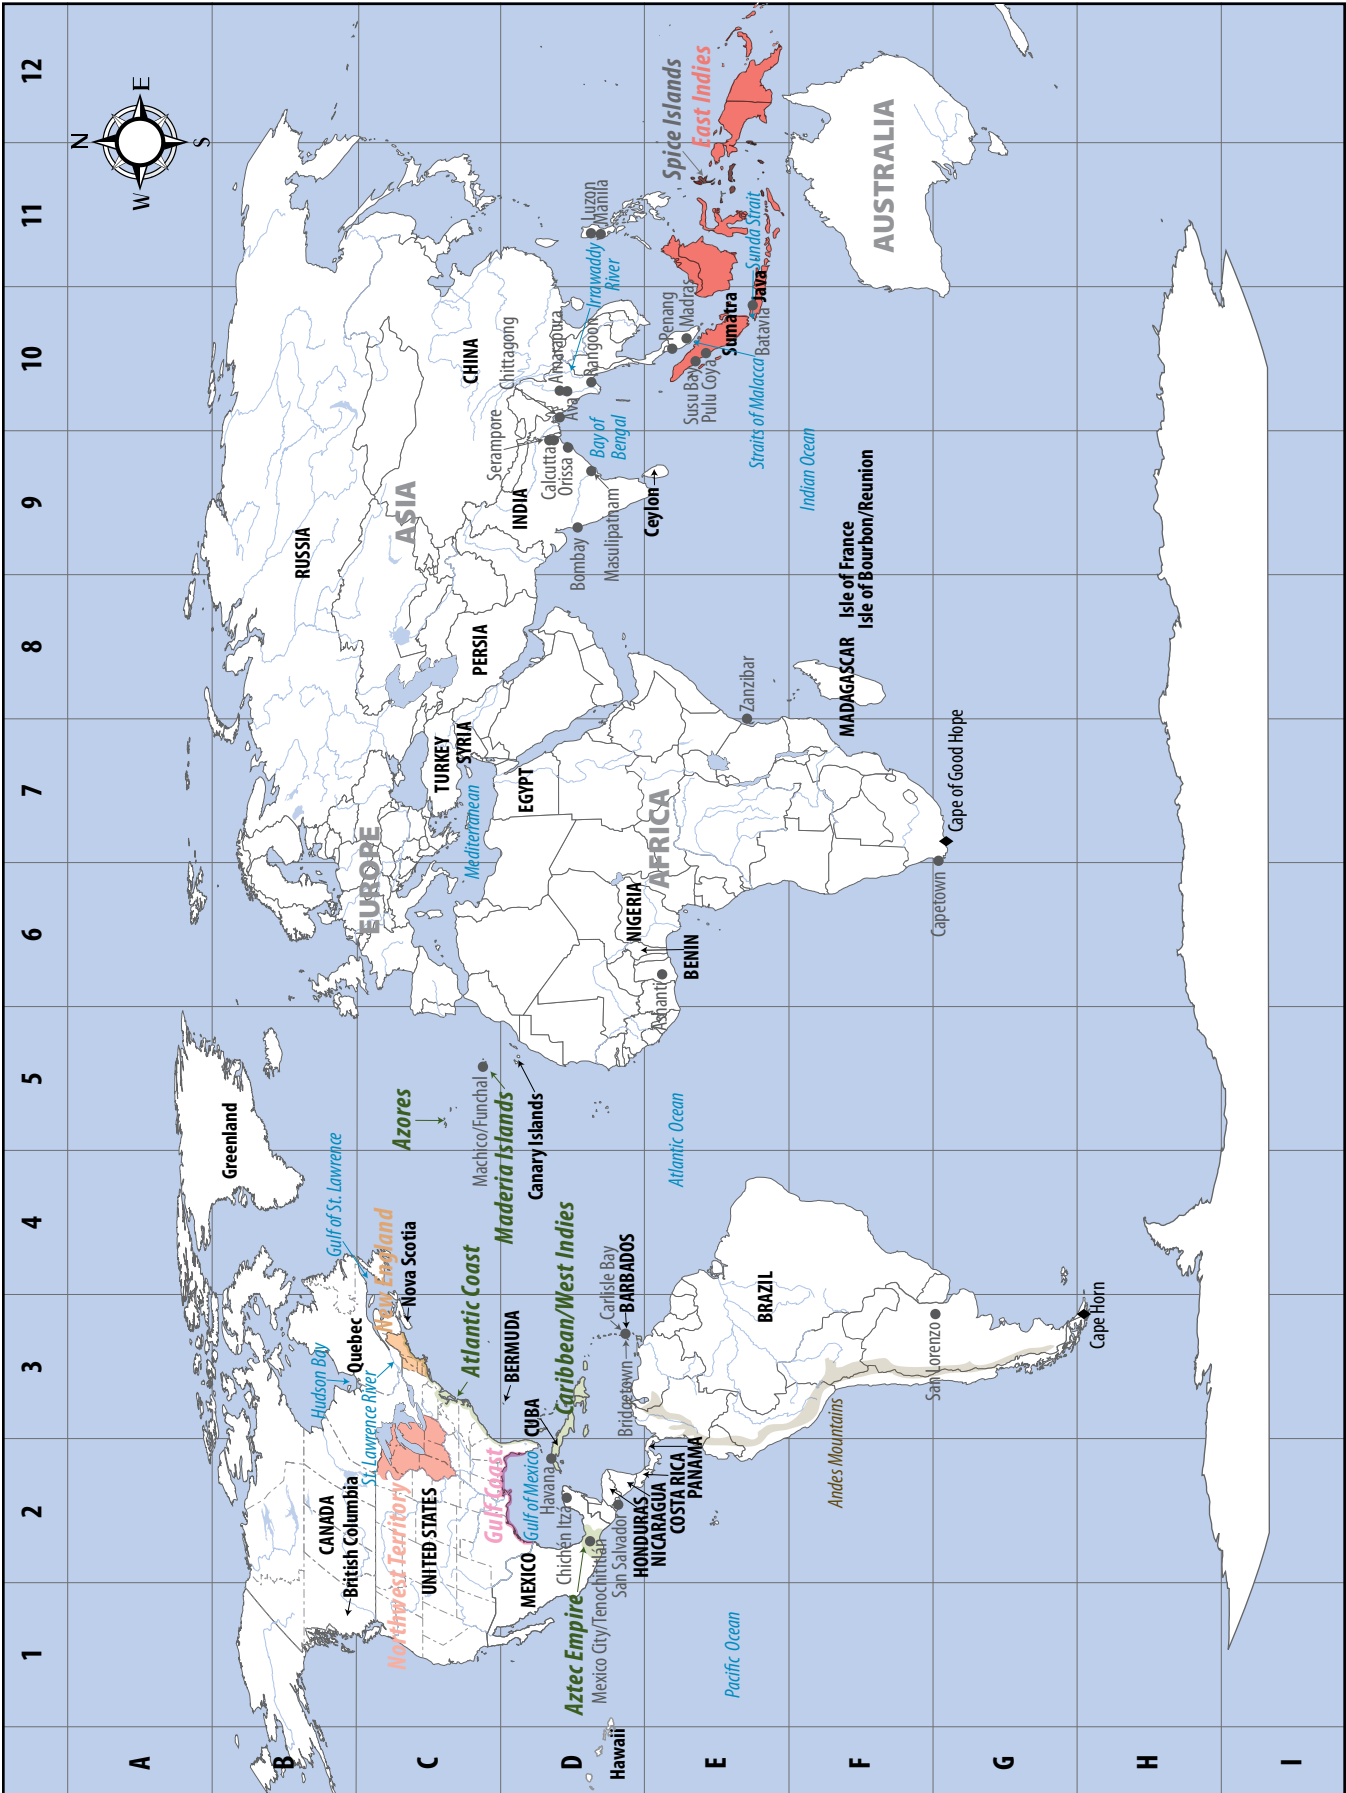 1
2
3
4
5
6
7
8
9
10
11
12
A
B
C
D
E
F
G
H
I
N
E
S
W
Greenland
Gulf of St. Lawrence
Hudson Bay
Quebec
St. Lawrence River
New England
Nova Scotia
CANADA
British Columbia
Northwest Territory
UNITED STATES
Atlantic Coast
Gulf Coast
Gulf of Mexico
BERMUDA
CUBA
Havana
Caribbean/West Indies
MEXICO
Chichén Itzá
Aztec Empire
Mexico City/Tenochtitlán
San Salvador
HONDURAS
NICARAGUA
COSTA RICA
PANAMA
Hawaii
Carlisle Bay
BARBADOS
Bridgetown
Pacific Ocean
BRAZIL
Andes Mountains
San Lorenzo
Cape Horn
Azores
Machico/Funchal
Maderia Islands
Canary Islands
Atlantic Ocean
EUROPE
Mediterranean
TURKEY
SYRIA
EGYPT
AFRICA
NIGERIA
BENIN
Ashanti
Zanzibar
MADAGASCAR
Isle of France
Isle of Bourbon/Reunion
Capetown
Cape of Good Hope
RUSSIA
ASIA
PERSIA
INDIA
CHINA
Chittagong
Serampore
Calcutta
Orissa
Bombay
Masulipatnam
Ceylon
Amarapura
Ava
Rangoon
Irrawaddy
River
Bay of
Bengal
Luzon
Manila
Penang
Madras
Susu Bay
Pulu Coya
Straits of Malacca
Sumatra
Batavia
Java
Sunda Strait
Spice Islands
East Indies
Indian Ocean
AUSTRALIA